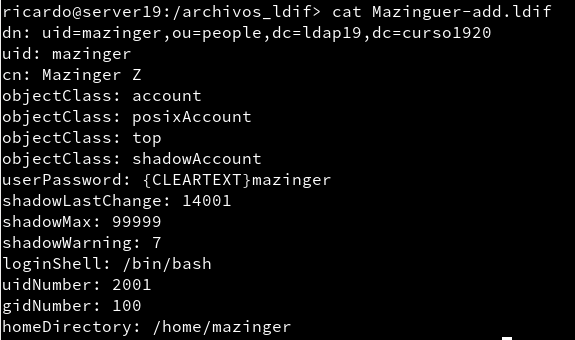 ricardo@server19:/archivos_ldif> cat Mazinguer-add.ldif
dn: uid=mazinger,ou=people,dc=ldap19,dc=curso1920
uid: mazinger
cn: Mazinger Z
objectClass: account
objectClass: posixAccount
objectClass: top
objectClass: shadowAccount
userPassword: {CLEARTEXT}mazinger
shadowLastChange: 14001
shadowMax: 99999
shadowWarning: 7
loginShell: /bin/bash
uidNumber: 2001
gidNumber: 100
homeDirectory: /home/mazinger